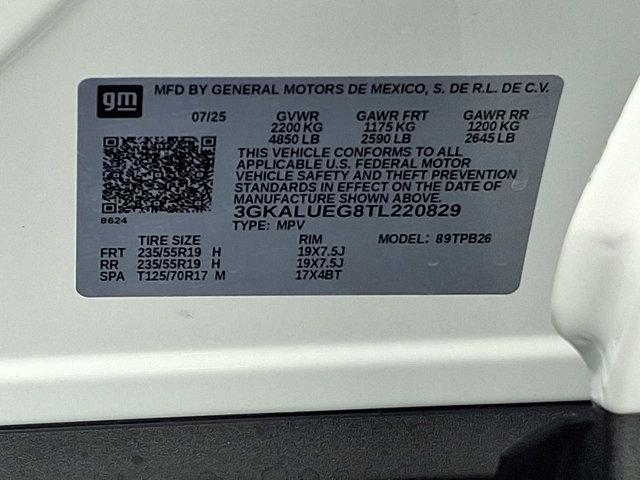 gm MFD BY GENERAL MOTORS DE MEXICO, S. DE R.L. DE C.V.
07/25 GVWR GAWR FRT GAWR RR
2200 KG 1175 KG 1200 KG
4850 LB 2590 LB 2645 LB
THIS VEHICLE CONFORMS TO ALL
APPLICABLE U.S. FEDERAL MOTOR
VEHICLE SAFETY AND THEFT PREVENTION
STANDARDS IN EFFECT ON THE DATE OF
MANUFACTURE SHOWN ABOVE.
3GKALUEG8TL220829
8624 TYPE: MPV
TIRE SIZE RIM MODEL: 89TPB26
FRT 235/55R19 H 19X7.5J
RR 235/55R19 H 19X7.5J
SPA T125/70R17 M 17X4BT